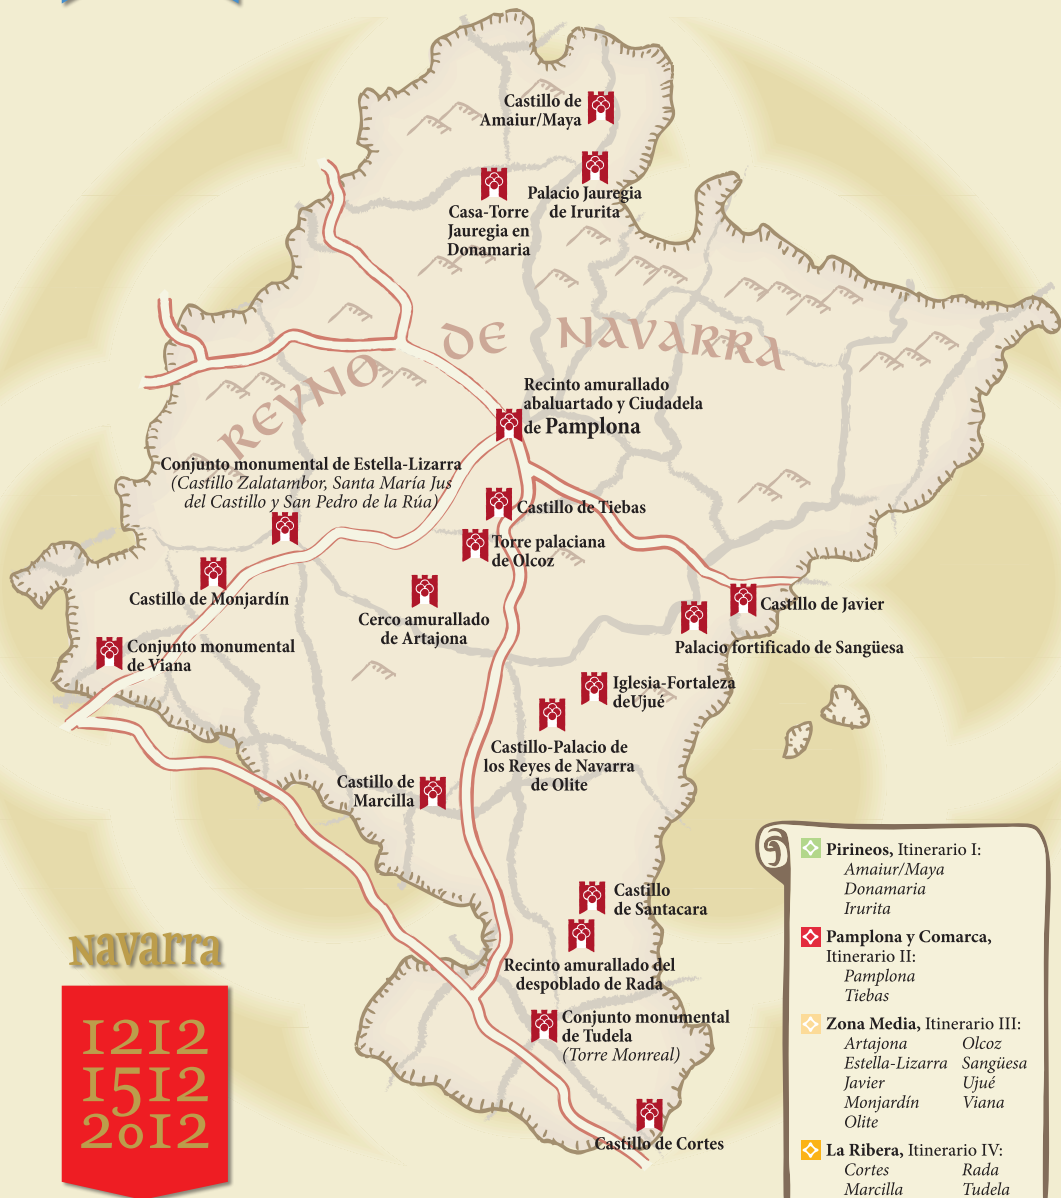 Castillo de
Amaiur/Maya
Palacio Jauregia
de Irurita
Casa-Torre
Jauregia en
Donamaria
REYNO DE NAVARRA
Recinto amurallado
abaluartado y Ciudadela
de Pamplona
Conjunto monumental de Estella-Lizarra
(Castillo Zalatambor, Santa María Jus
del Castillo y San Pedro de la Rúa)
Castillo de Tiebas
Torre palaciana
de Olcoz
Castillo de Monjardín
Cerco amurallado
de Artajona
Castillo de Javier
Palacio fortificado de Sangüesa
Conjunto monumental
de Viana
Iglesia-Fortaleza
deUjué
Castillo-Palacio de
los Reyes de Navarra
de Olite
Castillo de
Marcilla
Castillo
de Santacara
Recinto amurallado del
despoblado de Rada
Conjunto monumental
de Tudela
(Torre Monreal)
Castillo de Cortes
navarra
1212
1512
2012
Pirineos, Itinerario I:
Amaiur/Maya
Donamaria
Irurita
Pamplona y Comarca,
Itinerario II:
Pamplona
Tiebas
Zona Media, Itinerario III:
Artajona Olcoz
Estella-Lizarra Sangüesa
Javier Ujué
Monjardín Viana
Olite
La Ribera, Itinerario IV:
Cortes Rada
Marcilla Tudela